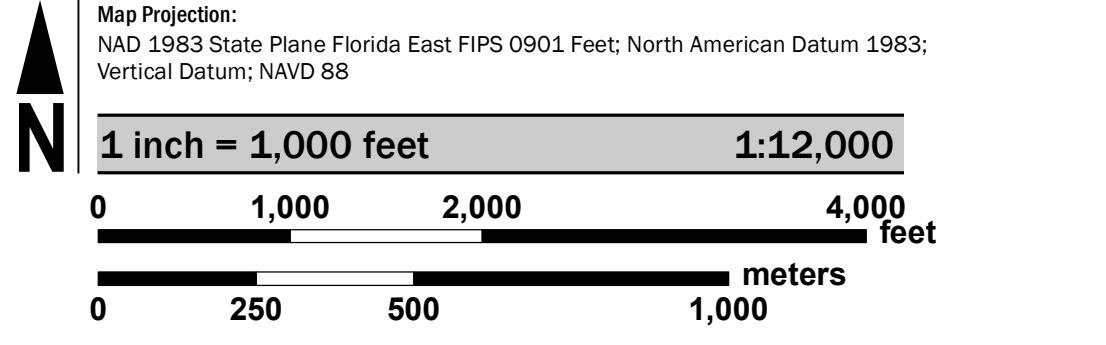 Map Projection:
NAD 1983 State Plane Florida East FIPS 0901 Feet; North American Datum 1983;
Vertical Datum; NAVD 88
N
1 inch = 1,000 feet 1:12,000
0 1,000 2,000 4,000
feet
meters
0 250 500 1,000